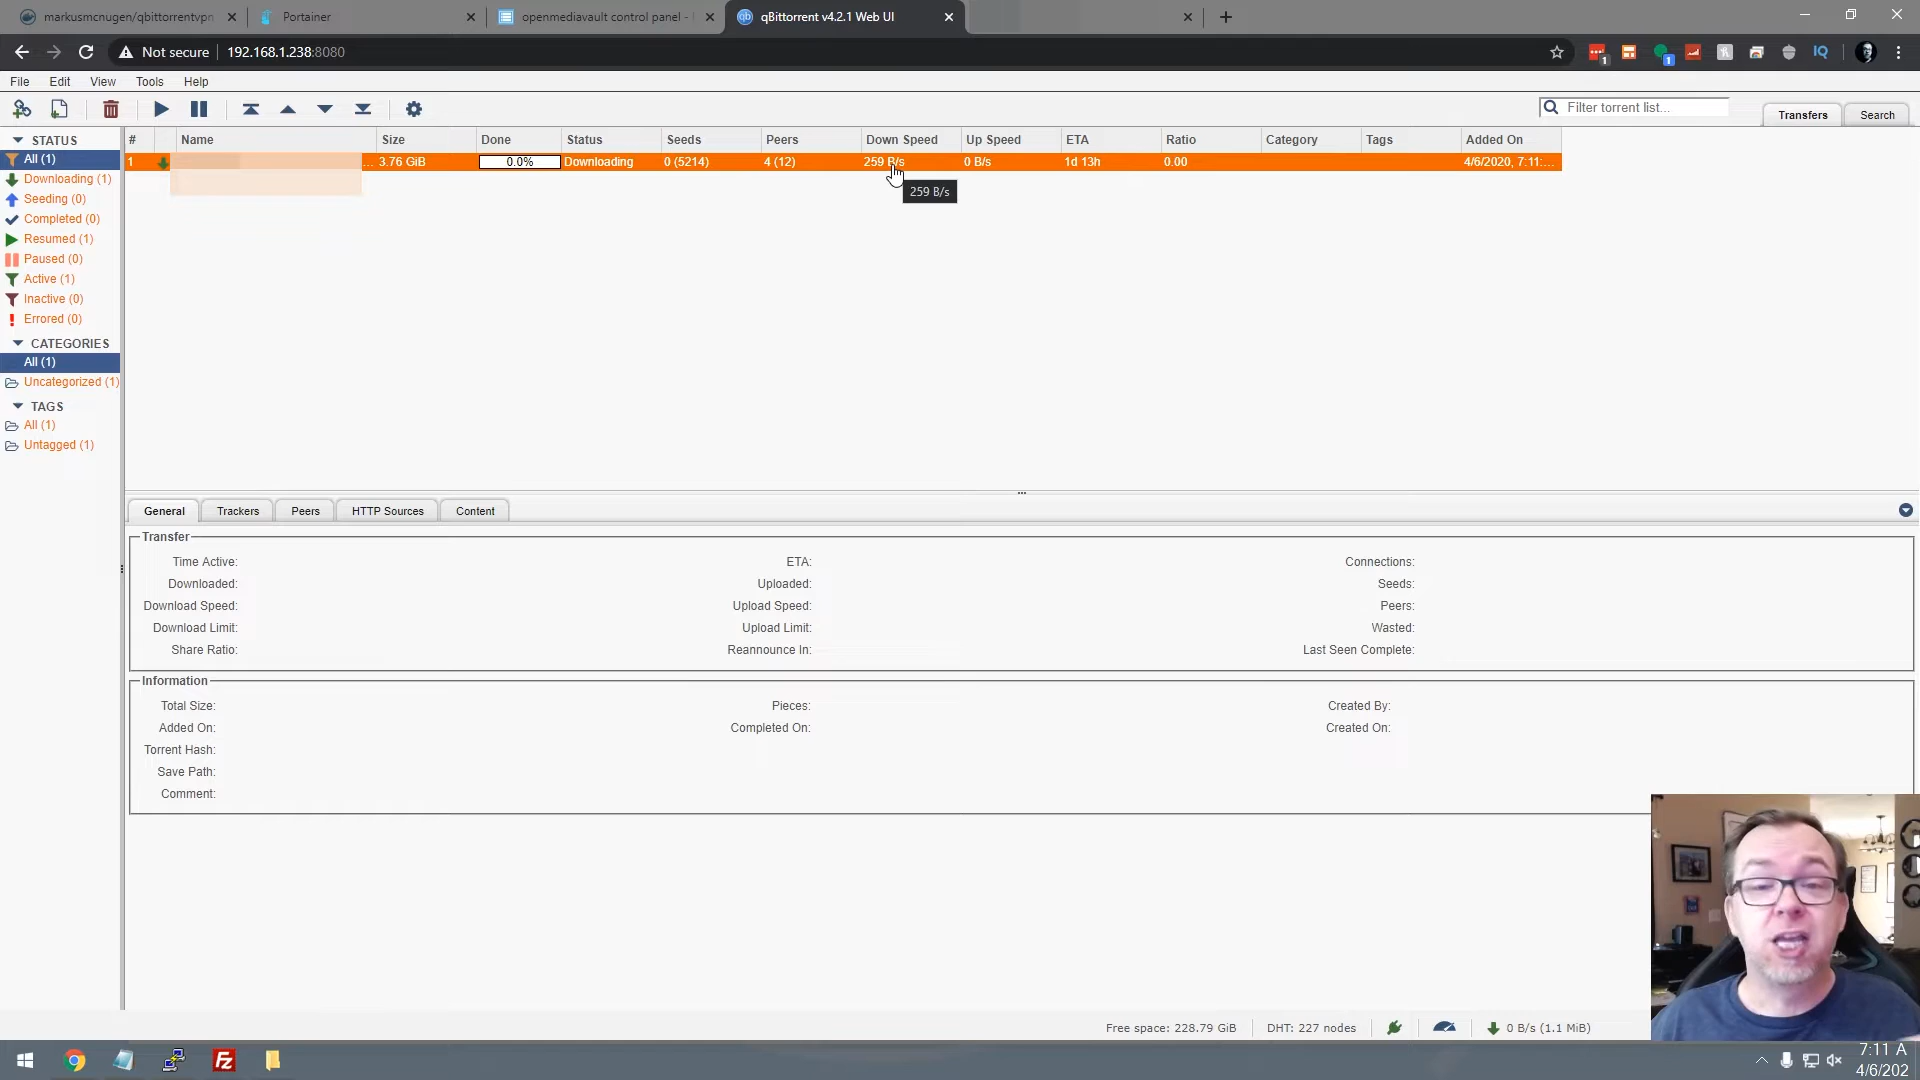 markusmcnugen/qbittorrentvpn
Portainer
openmediavault control panel -
qBittorrent v4.2.1 Web UI
Not secure
192.168.1.238:8080
1
1
IQ
File
Edit
View
Tools
Help
Filter torrent list...
Transfers
Search
STATUS
All (1)
Downloading (1)
Seeding (0)
Completed (0)
Resumed (1)
Paused (0)
Active (1)
Inactive (0)
Errored (0)
CATEGORIES
All (1)
Uncategorized (1)
TAGS
All (1)
Untagged (1)
# Name Size Done Status Seeds Peers Down Speed Up Speed ETA Ratio Category Tags Added On
1 ... 3.76 GiB 0.0% Downloading 0 (5214) 4 (12) 259 B/s 0 B/s 1d 13h 0.00 4/6/2020, 7:11:...
259 B/s
General
Trackers
Peers
HTTP Sources
Content
Transfer
Time Active: ETA: Connections:
Downloaded: Uploaded: Seeds:
Download Speed: Upload Speed: Peers:
Download Limit: Upload Limit: Wasted:
Share Ratio: Reannounce In: Last Seen Complete:
Information
Total Size: Pieces: Created By:
Added On: Completed On: Created On:
Torrent Hash:
Save Path:
Comment:
Free space: 228.79 GiB
DHT: 227 nodes
0 B/s (1.1 MiB)
Fz
7:11 A
4/6/202